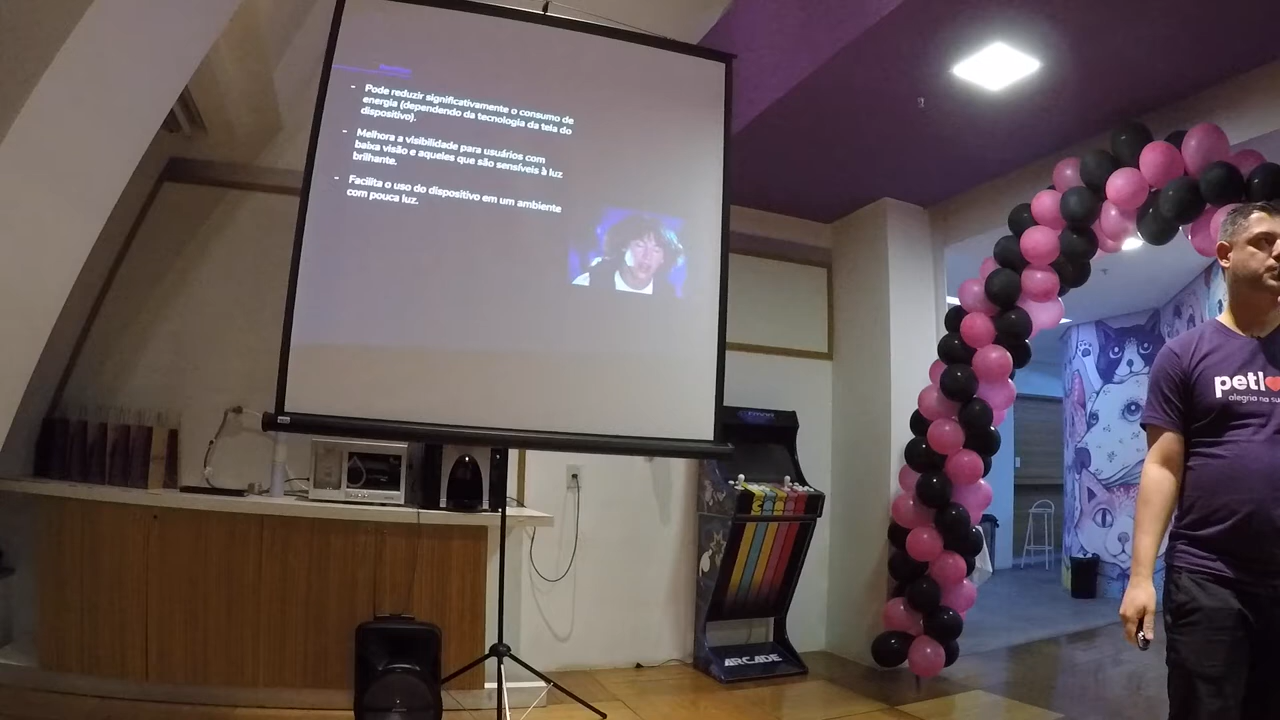 - Pode reduzir significativamente o consumo de
energia (dependendo da tecnologia da tela do
dispositivo).
- Melhora a visibilidade para usuários com
baixa visão e aqueles que são sensíveis à luz
brilhante.
- Facilita o uso do dispositivo em um ambiente
com pouca luz.
ARCADE
alegria na